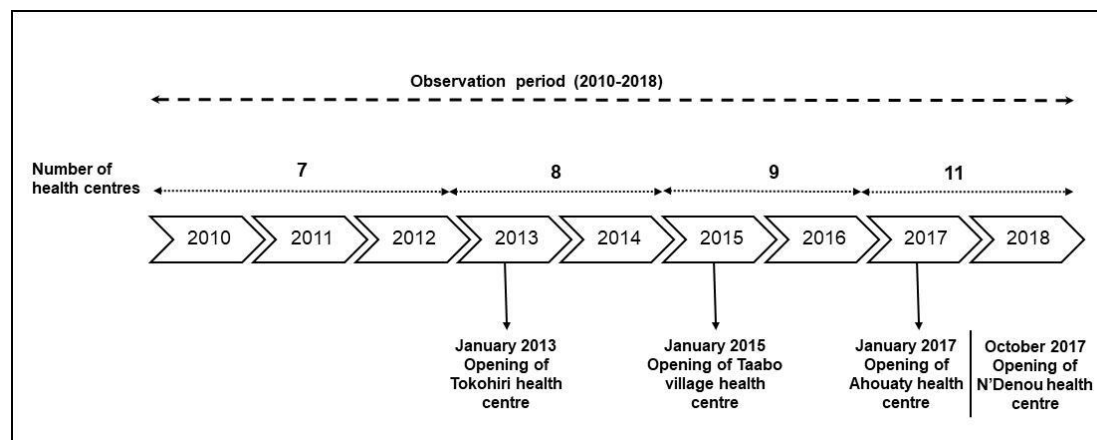 Observation period (2010-2018)
Number of
health centres
7
8
9
11
2010
2011
2012
2013
2014
2015
2016
2017
2018
January 2013
Opening of
Tokohiri health
centre
January 2015
Opening of Taabo
village health
centre
January 2017
Opening of
Ahouaty health
centre
October 2017
Opening of
N'Denou health
centre